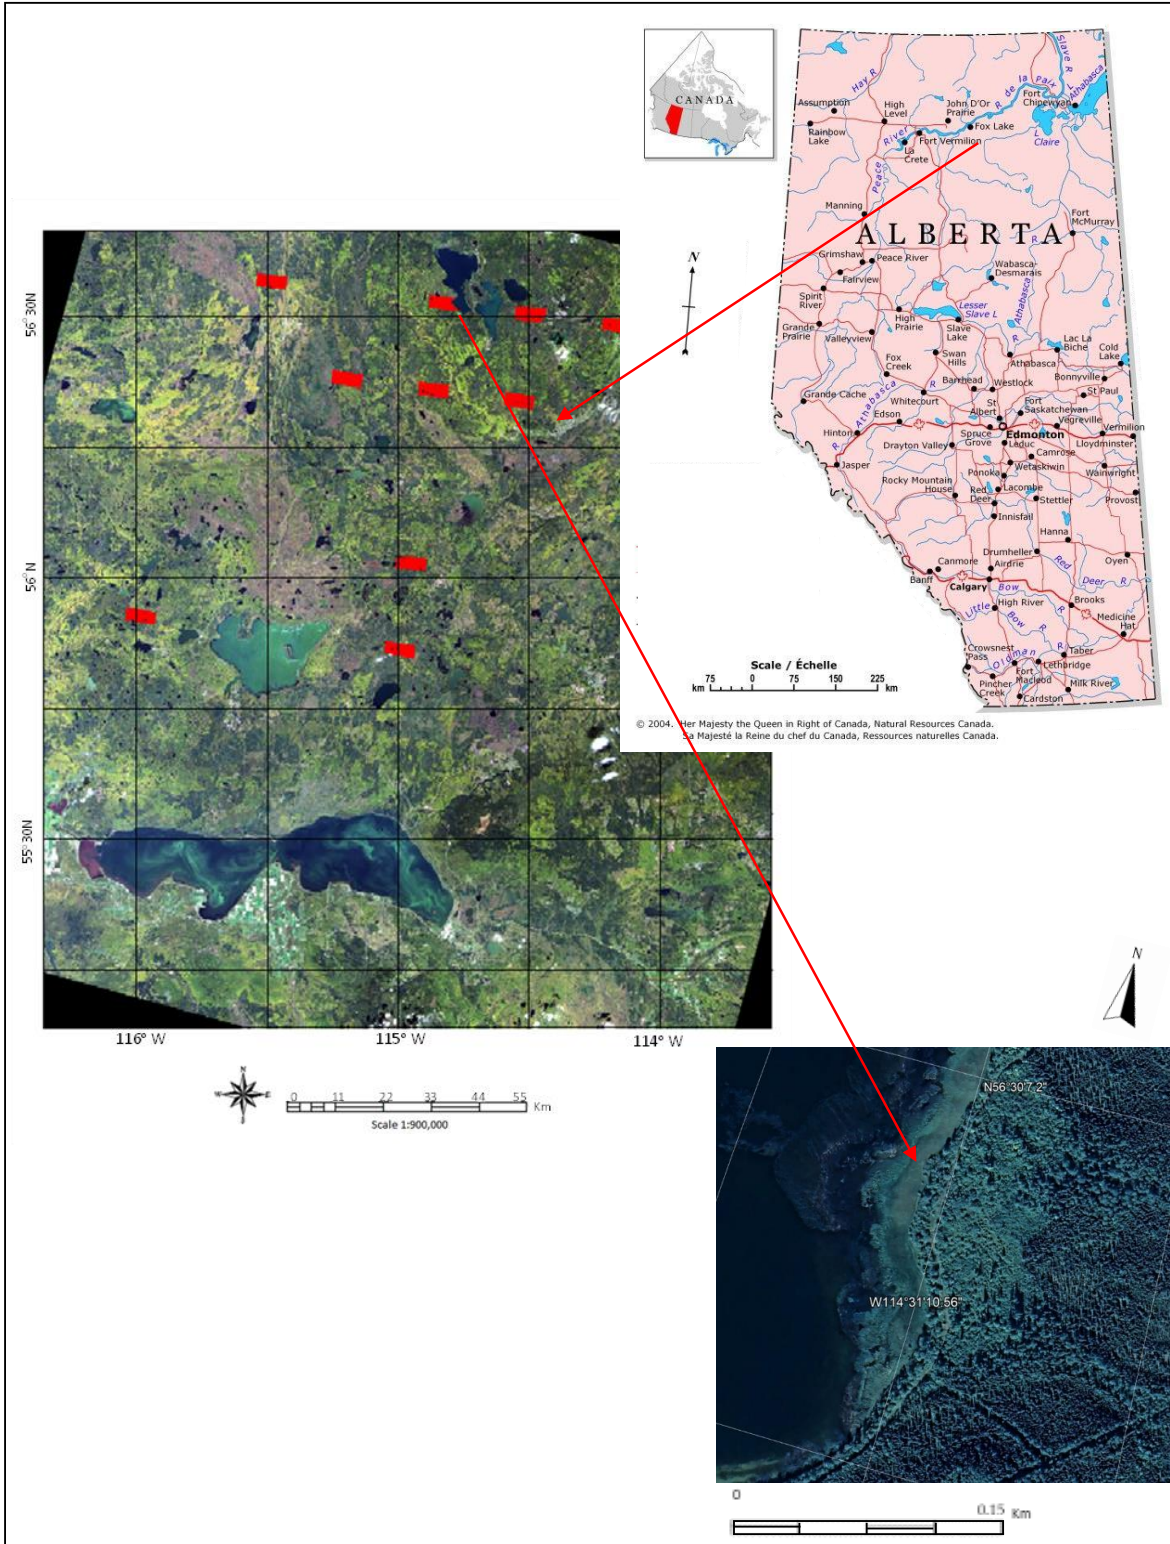 CANADA
Slave R
Hay R
R de la Paix
L Athabasca
Fort
Chipewyan
Assumption
High
Level
John D'Or
Prairie
Rainbow
Lake
River
Fox Lake
Fort Vermilion
La
Crete
L
Claire
Peace
Manning
Fort
McMurray
ALBERTA
Grimshaw
Peace River
Fairview
Wabasca-
Desmarais
Athabasca R
Spirit
River
High
Prairie
Lesser
Slave L
Grande
Prairie
Slave
Lake
Valleyview
Lac La
Biche
Cold
Lake
Swan
Hills
Athabasca
Fox
Creek
Bonnyville
Barrhead
Westlock
St Paul
Grande Cache
Athabasca R
Whitecourt
St
Albert
Fort
Saskatchewan
Edson
Vegreville
Vermilion
Hinton
Spruce
Grove
Edmonton
Leduc
Lloydminster
Drayton Valley
Camrose
R
Jasper
Ponoka
Wetaskiwin
Wainwright
Rocky Mountain
House
Red
Deer
Lacombe
Stettler
Provost
Innisfail
Hanna
Drumheller
Oyen
Canmore
Airdrie
Red Deer R
Banff
Calgary
Bow R
Brooks
Little Bow R
High River
Medicine
Hat
Crowsnest
Pass
Oldman R
Taber
Fort
Macleod
Lethbridge
Pincher
Creek
Milk River
Cardston
N
Scale / Échelle
75 0 75 150 225
km km
© 2004. Her Majesty the Queen in Right of Canada, Natural Resources Canada.
Sa Majesté la Reine du chef du Canada, Ressources naturelles Canada.
56°30N
56°N
55°30N
116° W 115° W 114° W
N
W E
S
0 11 22 33 44 55 Km
Scale 1:900,000
N
N56°30'7.2"
W114°31'10.56"
0 0.15 Km